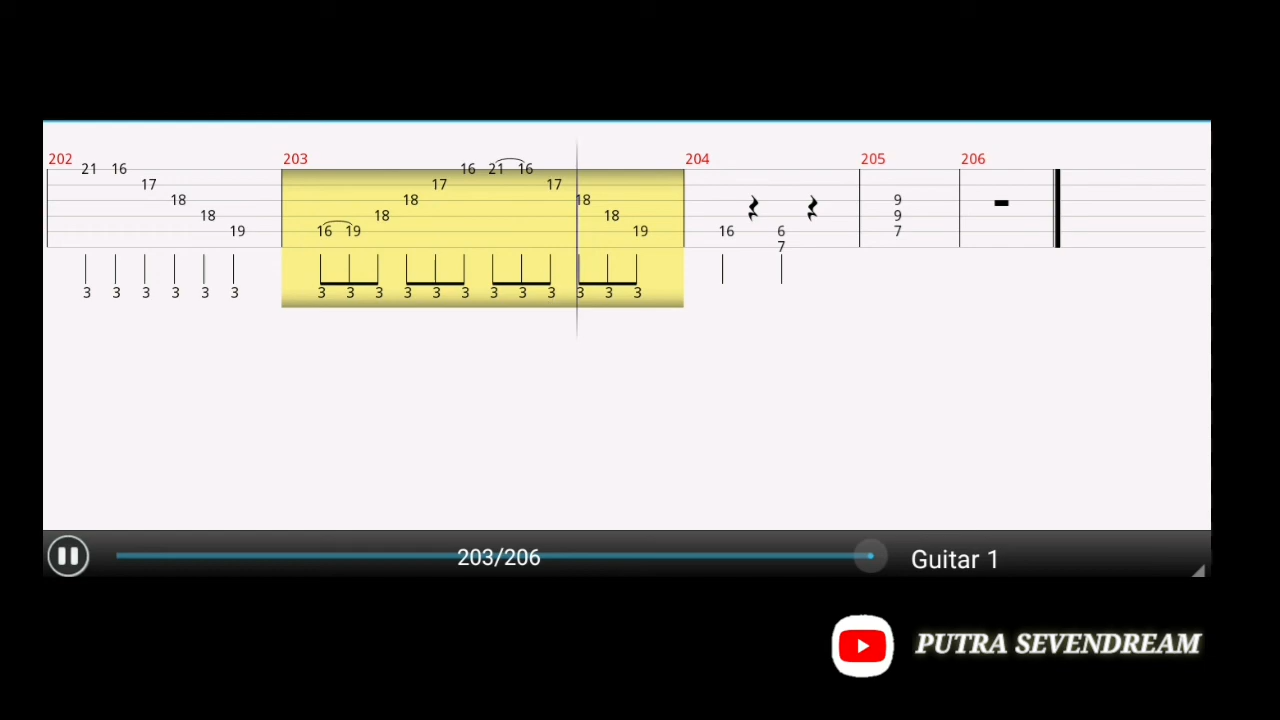 202 203 204 205 206
21 16 16 21 16
17 17 17
18 18 18 9
18 18 18 9
19 16 19 19 16 6 7
7
3 3 3 3 3 3 3 3 3 3 3 3 3 3 3 3 3 3
203/206
Guitar 1
PUTRA SEVENDREAM